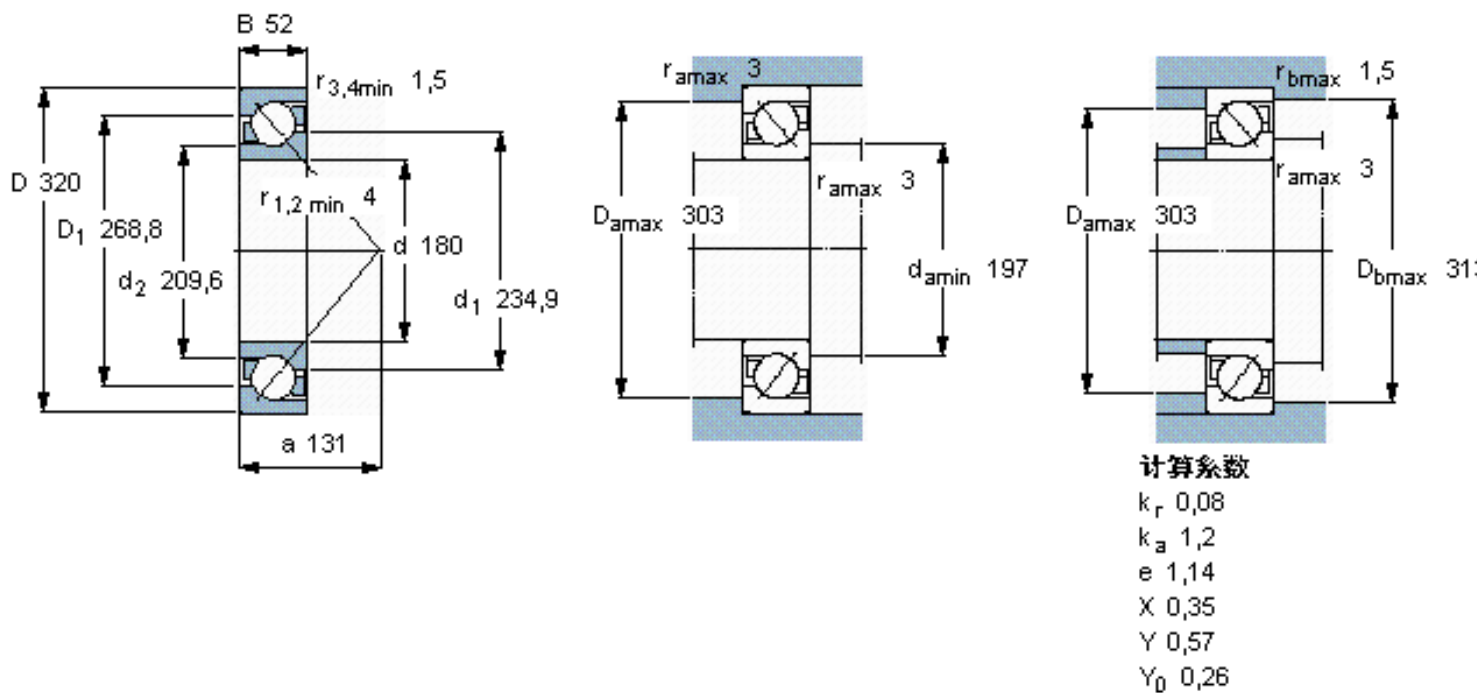 B 52
r3,4min 1,5
D 320
D1 268,8
d2 209,6
r1,2 min 4
d 180
d1 234,9
a 131
ramax 3
ramax 3
Damax 303
damin 197
rbmax 1,5
ramax 3
Damax 303
Dbmax 313
计算系数
kr 0,08
ka 1,2
e 1,14
X 0,35
Y 0,57
Y0 0,26